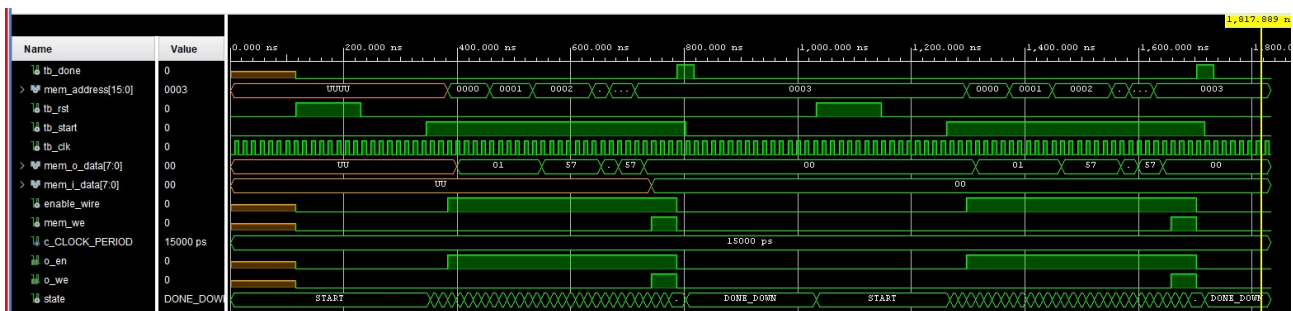 1,817.889 n
Name Value 0.000 ns 200.000 ns 400.000 ns 600.000 ns 800.000 ns 1,000.000 ns 1,200.000 ns 1,400.000 ns 1,600.000 ns 1,800.0
tb_done 0
mem_address[15:0] 0003 UUUU 0000 0001 0002 . ... 0003 0000 0001 0002 . ... 0003
tb_rst 0
tb_start 0
tb_clk 0
mem_o_data[7:0] 00 UU 01 57 . 57 00 01 57 . 57 00
mem_i_data[7:0] 00 UU 00
enable_wire 0
mem_we 0
c_CLOCK_PERIOD 15000 ps 15000 ps
o_en 0
o_we 0
state DONE_DOWN START . DONE_DOWN START . DONE_DOWN